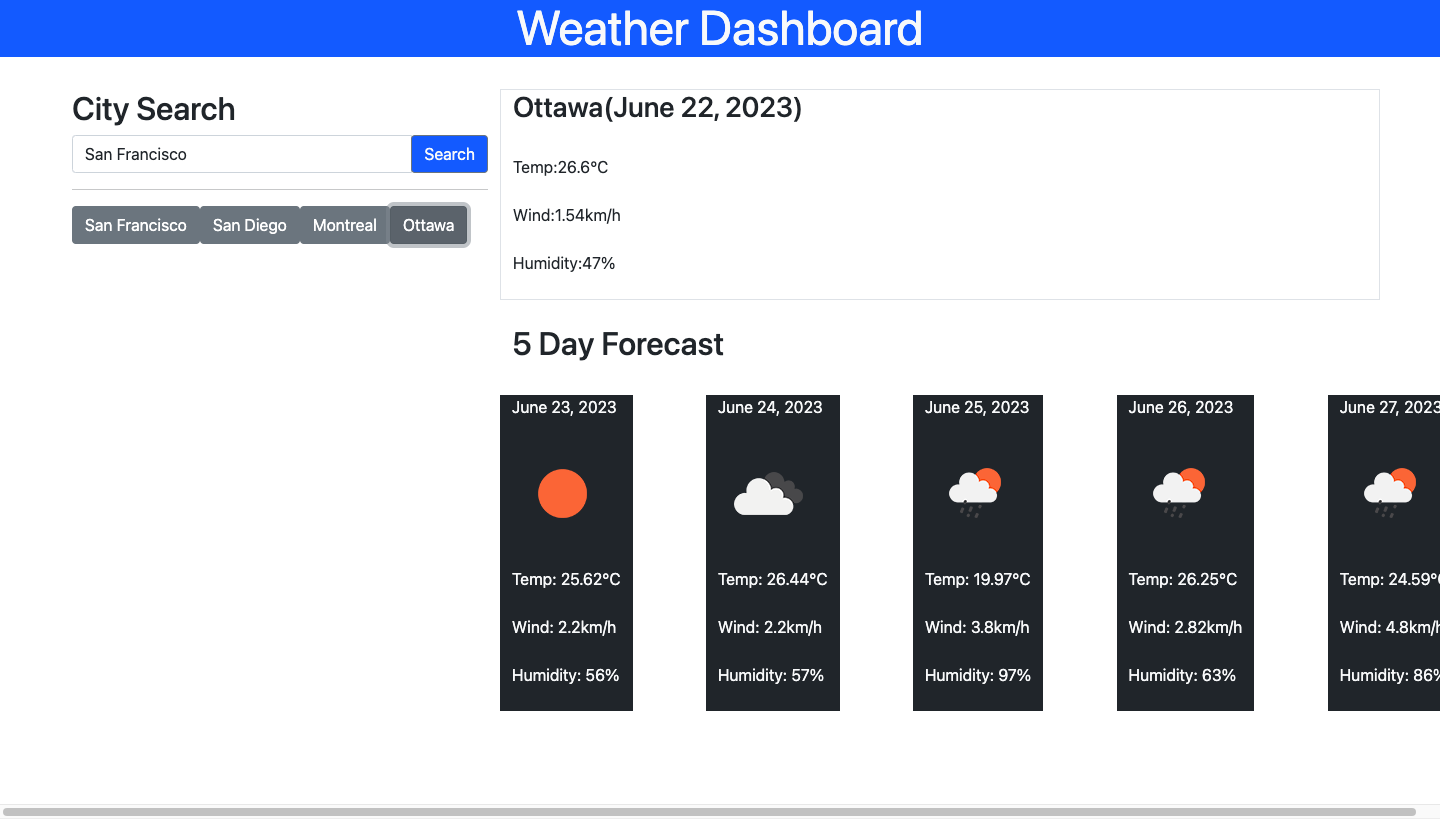 Weather Dashboard
City Search
San Francisco
Search
San Francisco
San Diego
Montreal
Ottawa
Ottawa(June 22, 2023)
Temp:26.6°C
Wind:1.54km/h
Humidity:47%
5 Day Forecast
June 23, 2023
Temp: 25.62°C
Wind: 2.2km/h
Humidity: 56%
June 24, 2023
Temp: 26.44°C
Wind: 2.2km/h
Humidity: 57%
June 25, 2023
Temp: 19.97°C
Wind: 3.8km/h
Humidity: 97%
June 26, 2023
Temp: 26.25°C
Wind: 2.82km/h
Humidity: 63%
June 27, 2023
Temp: 24.59°C
Wind: 4.8km/h
Humidity: 86%